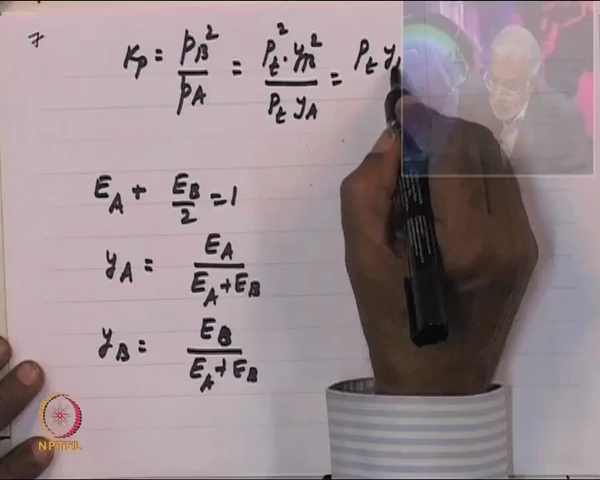 7
Kp = pB² / pA = Pt² · yB² / Pt yA = Pt y
EA + EB / 2 = 1
yA = EA / EA + EB
yB = EB / EA + EB
NPTEL